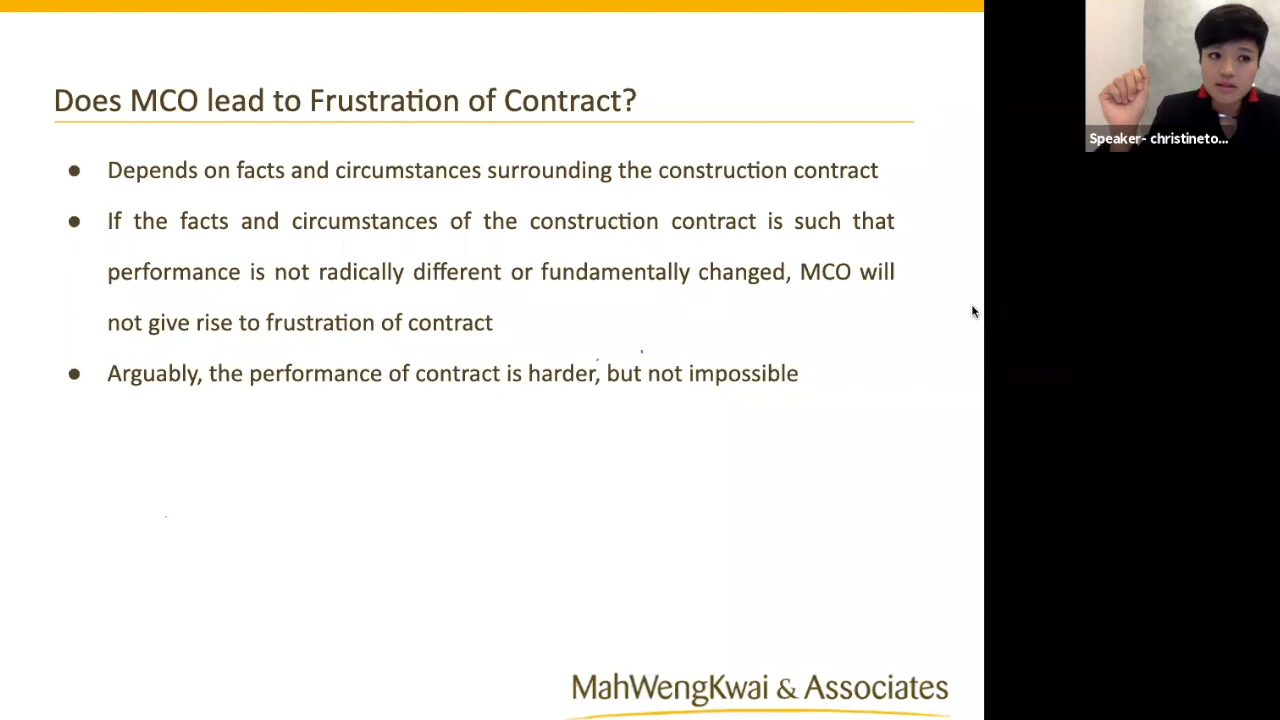 Does MCO lead to Frustration of Contract?
● Depends on facts and circumstances surrounding the construction contract
● If the facts and circumstances of the construction contract is such that
performance is not radically different or fundamentally changed, MCO will
not give rise to frustration of contract
● Arguably, the performance of contract is harder, but not impossible
MahWengKwai & Associates
Speaker- christineto...